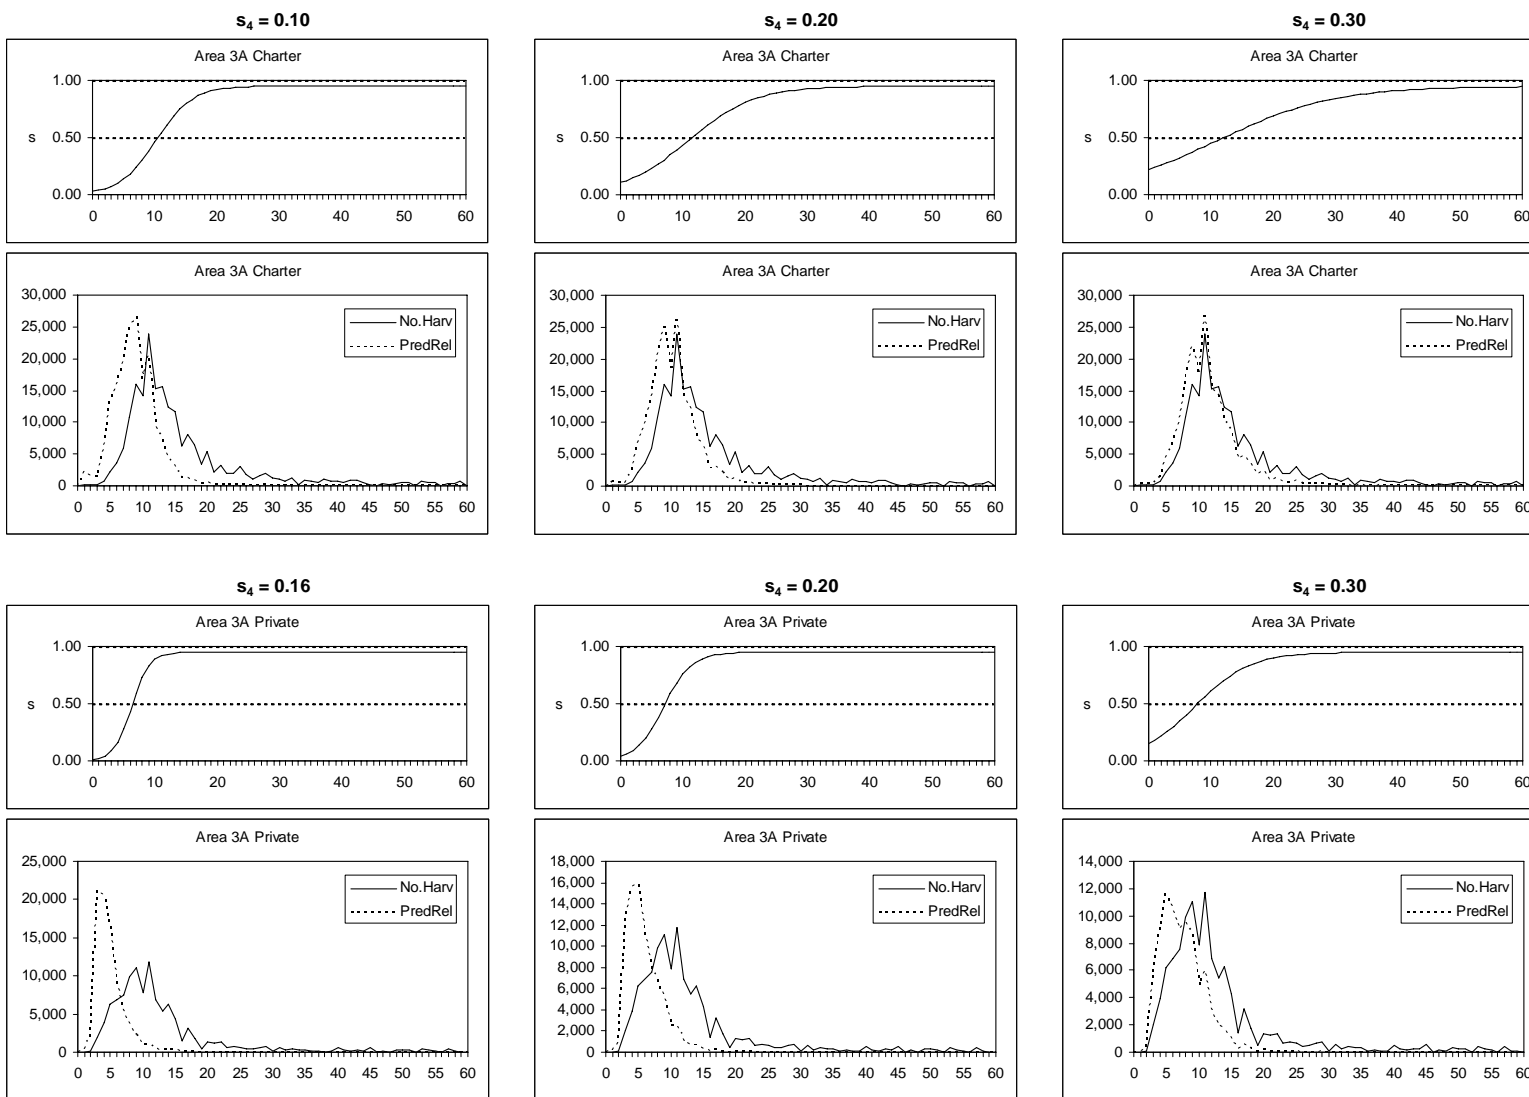 s4 = 0.10
s4 = 0.20
s4 = 0.30
Area 3A Charter
1.00
0.50
0.00
s
0 10 20 30 40 50 60
Area 3A Charter
1.00
0.50
0.00
s
0 10 20 30 40 50 60
Area 3A Charter
1.00
0.50
0.00
s
0 10 20 30 40 50 60
Area 3A Charter
30,000
25,000
20,000
15,000
10,000
5,000
0
No.Harv
PredRel
0 5 10 15 20 25 30 35 40 45 50 55 60
Area 3A Charter
30,000
25,000
20,000
15,000
10,000
5,000
0
No.Harv
PredRel
0 5 10 15 20 25 30 35 40 45 50 55 60
Area 3A Charter
30,000
25,000
20,000
15,000
10,000
5,000
0
No.Harv
PredRel
0 5 10 15 20 25 30 35 40 45 50 55 60
s4 = 0.16
s4 = 0.20
s4 = 0.30
Area 3A Private
1.00
0.50
0.00
s
0 10 20 30 40 50 60
Area 3A Private
1.00
0.50
0.00
s
0 10 20 30 40 50 60
Area 3A Private
1.00
0.50
0.00
s
0 10 20 30 40 50 60
Area 3A Private
25,000
20,000
15,000
10,000
5,000
0
No.Harv
PredRel
0 5 10 15 20 25 30 35 40 45 50 55 60
Area 3A Private
18,000
16,000
14,000
12,000
10,000
8,000
6,000
4,000
2,000
0
No.Harv
PredRel
0 5 10 15 20 25 30 35 40 45 50 55 60
Area 3A Private
14,000
12,000
10,000
8,000
6,000
4,000
2,000
0
No.Harv
PredRel
0 5 10 15 20 25 30 35 40 45 50 55 60